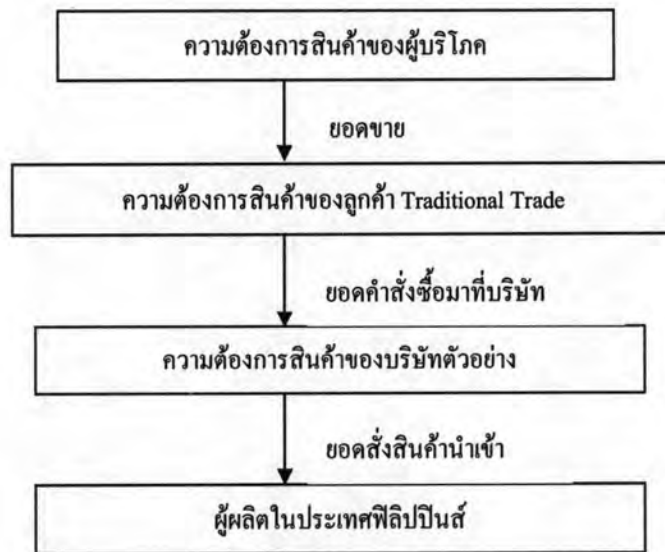 ความต้องการสินค้าของผู้บริโภค
ยอดขาย
ความต้องการสินค้าของลูกค้า Traditional Trade
ยอดคำสั่งซื้อมาที่บริษัท
ความต้องการสินค้าของบริษัทตัวอย่าง
ยอดสั่งสินค้านำเข้า
ผู้ผลิตในประเทศฟิลิปปินส์